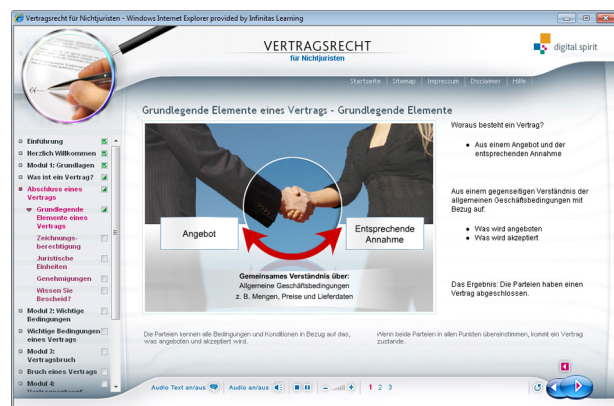 Vertragsrecht für Nichtjuristen - Windows Internet Explorer provided by Infinitas Learning
VERTRAGSRECHT
für Nichtjuristen
digital spirit
Startseite | Sitemap | Impressum | Disclaimer | Hilfe
Grundlegende Elemente eines Vertrags - Grundlegende Elemente
Einführung
Herzlich Willkommen
Modul 1: Grundlagen
Was ist ein Vertrag?
Abschluss eines
Vertrags
Grundlegende
Elemente eines
Vertrags
Zeichnungs-
berechtigung
Juristische
Einheiten
Genehmigungen
Wissen Sie
Bescheid?
Modul 2: Wichtige
Bedingungen
Wichtige Bedingungen
eines Vertrags
Modul 3:
Vertragsbruch
Bruch eines Vertrags
Modul 4:
Angebot
Entsprechende
Annahme
Gemeinsames Verständnis über:
Allgemeine Geschäftsbedingungen
z. B. Mengen, Preise und Lieferdaten
Woraus besteht ein Vertrag?
Aus einem Angebot und der
entsprechenden Annahme
Aus einem gegenseitigen Verständnis der
allgemeinen Geschäftsbedingungen mit
Bezug auf:
Was wird angeboten
Was wird akzeptiert
Das Ergebnis: Die Parteien haben einen
Vertrag abgeschlossen.
Die Parteien kennen alle Bedingungen und Konditionen in Bezug auf das,
was angeboten und akzeptiert wird.
Wenn beide Parteien in allen Punkten übereinstimmen, kommt ein Vertrag
zustande.
Audio Text an/aus
Audio an/aus
1 2 3